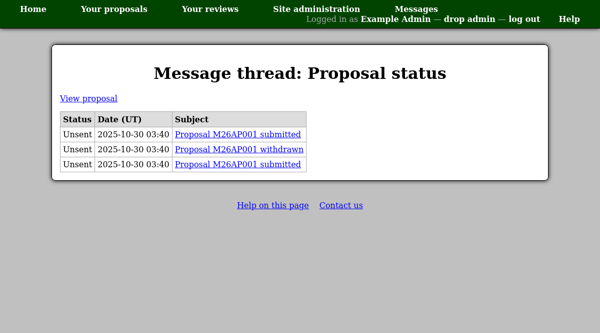 Home Your proposals Your reviews Site administration Messages
Logged in as Example Admin — drop admin — log out Help
Message thread: Proposal status
View proposal
Status Date (UT) Subject
Unsent 2025-10-30 03:40 Proposal M26AP001 submitted
Unsent 2025-10-30 03:40 Proposal M26AP001 withdrawn
Unsent 2025-10-30 03:40 Proposal M26AP001 submitted
Help on this page Contact us